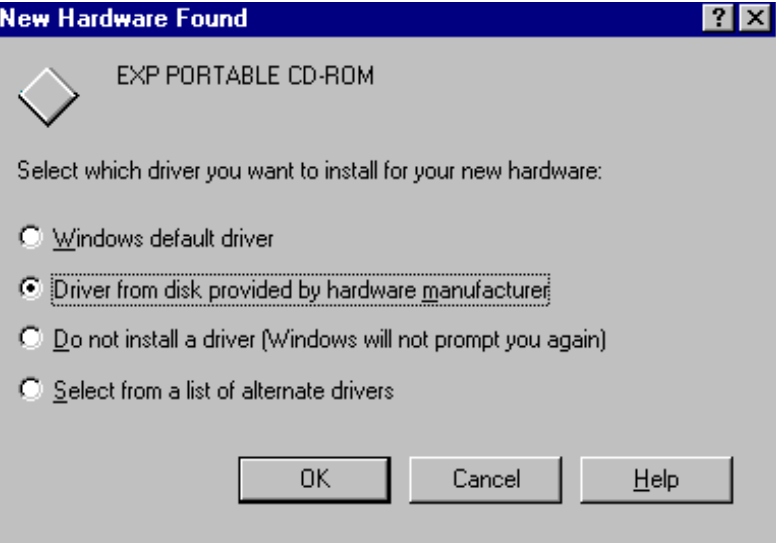 New Hardware Found
EXP PORTABLE CD-ROM
Select which driver you want to install for your new hardware:
Windows default driver
Driver from disk provided by hardware manufacturer
Do not install a driver (Windows will not prompt you again)
Select from a list of alternate drivers
OK Cancel Help